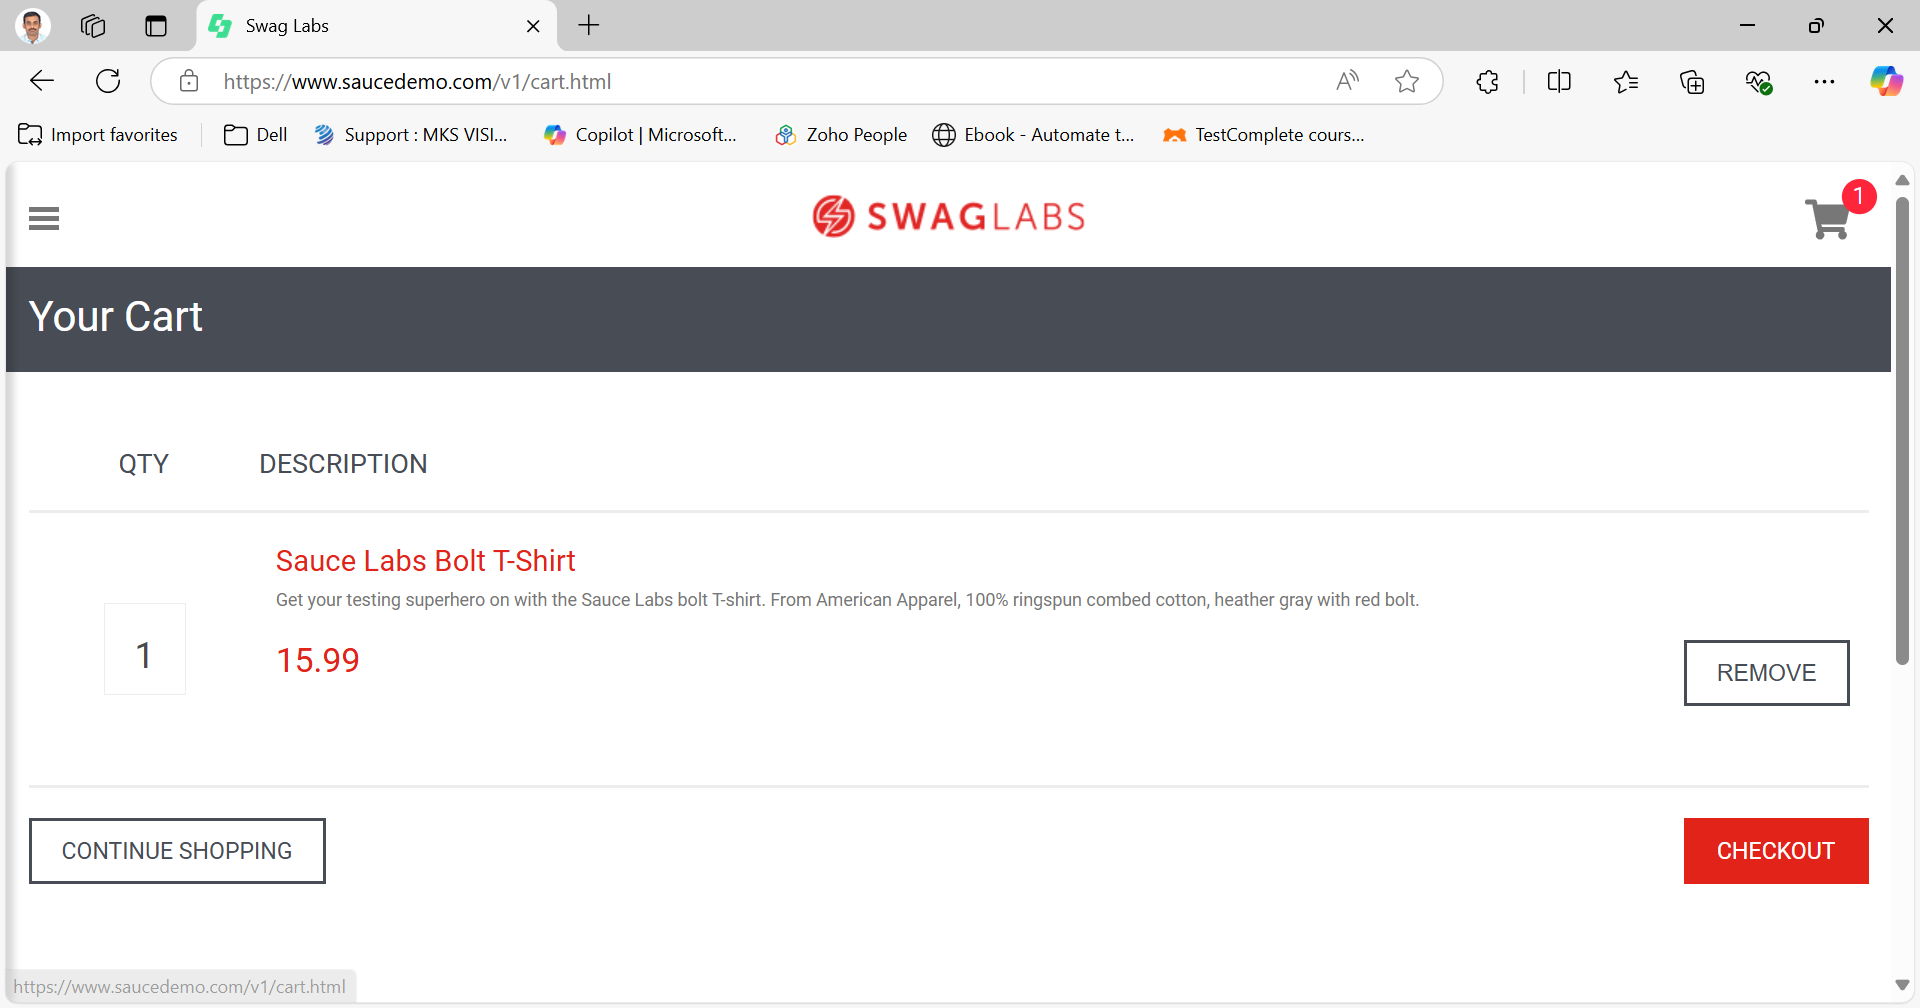 Swag Labs
https://www.saucedemo.com/v1/cart.html
Import favorites
Dell
Support : MKS VISI...
Copilot | Microsoft...
Zoho People
Ebook - Automate t...
TestComplete cours...
SWAGLABS
1
Your Cart
QTY DESCRIPTION
Sauce Labs Bolt T-Shirt
Get your testing superhero on with the Sauce Labs bolt T-shirt. From American Apparel, 100% ringspun combed cotton, heather gray with red bolt.
1
15.99
REMOVE
CONTINUE SHOPPING
CHECKOUT
https://www.saucedemo.com/v1/cart.html